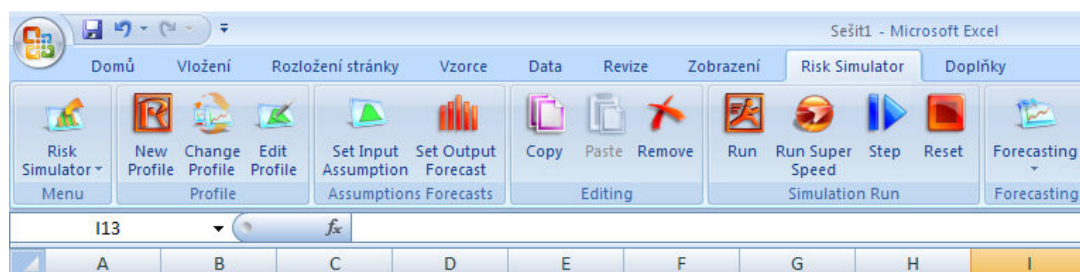 Sešit1 - Microsoft Excel
Domů Vložení Rozložení stránky Vzorce Data Revize Zobrazení Risk Simulator Doplňky
Risk New Change Edit Set Input Set Output Copy Paste Remove Run Run Super Step Reset Forecasting
Simulator Profile Profile Profile Assumption Forecast Speed
Menu Profile Assumptions Forecasts Editing Simulation Run Forecasting
I13 fx
A B C D E F G H I